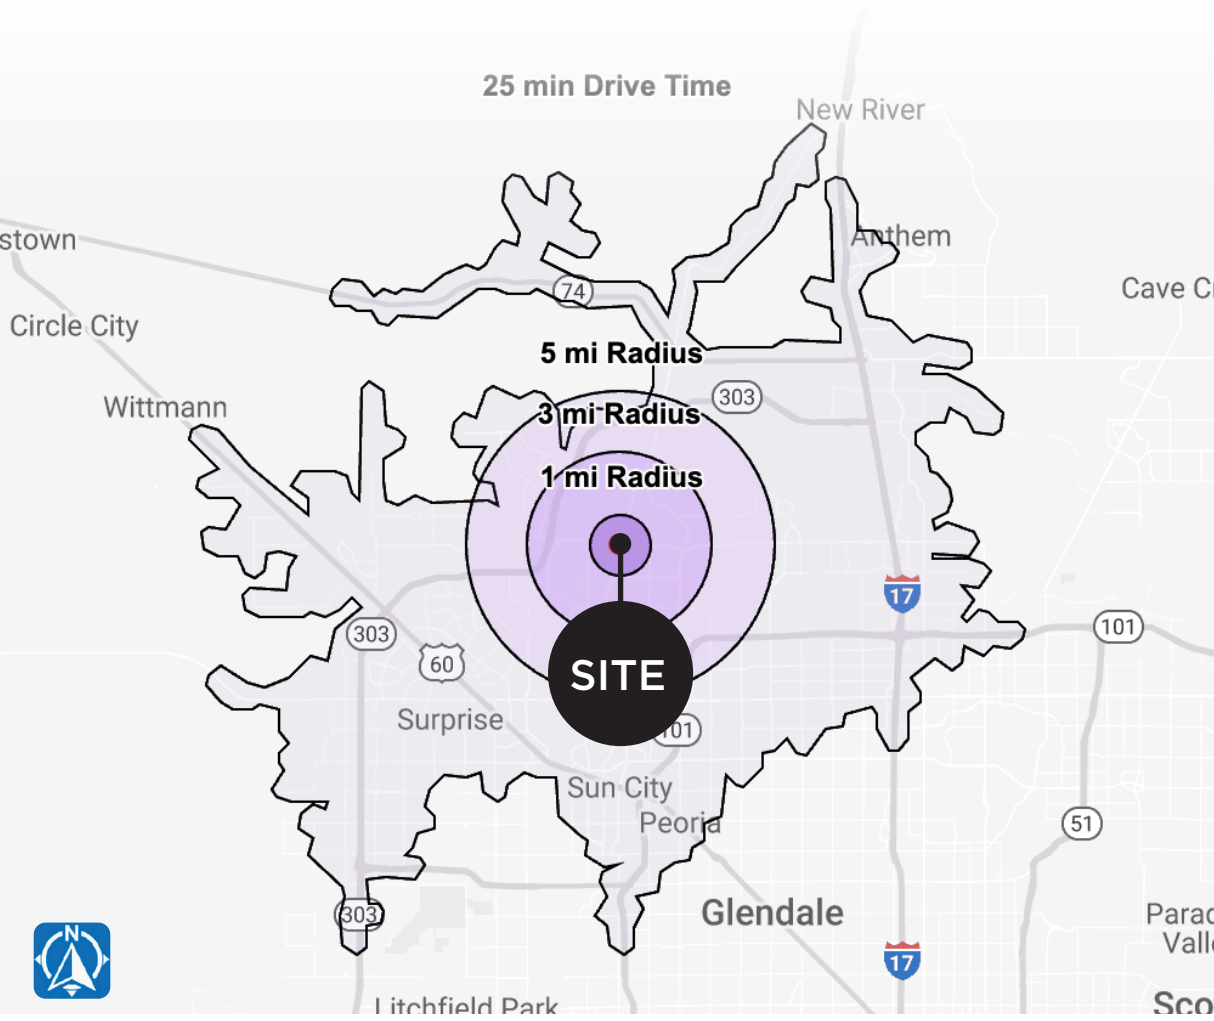 25 min Drive Time
New River
stown
Anthem
74
Cave Cr
Circle City
5 mi Radius
303
Wittmann
3 mi Radius
1 mi Radius
17
303
101
60
SITE
Surprise
101
Sun City
Peoria
51
303
Glendale
Parad
Valle
N
17
Litchfield Park
Sco